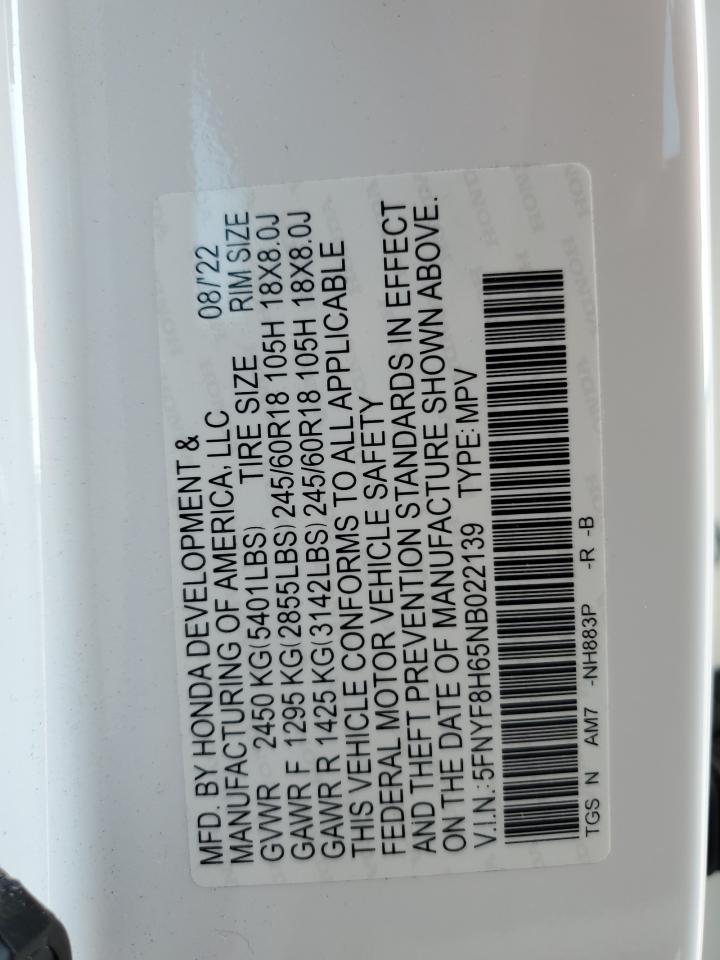 MFD. BY HONDA DEVELOPMENT &
MANUFACTURING OF AMERICA, LLC 08/'22
GVWR 2450 KG(5401LBS) TIRE SIZE RIM SIZE
GAWR F 1295 KG(2855LBS) 245/60R18 105H 18X8.0J
GAWR R 1425 KG(3142LBS) 245/60R18 105H 18X8.0J
THIS VEHICLE CONFORMS TO ALL APPLICABLE
FEDERAL MOTOR VEHICLE SAFETY
AND THEFT PREVENTION STANDARDS IN EFFECT
ON THE DATE OF MANUFACTURE SHOWN ABOVE.
V.I.N.: 5FNYF8H65NB022139 TYPE: MPV
TGS N AM7 -NH883P -R -B